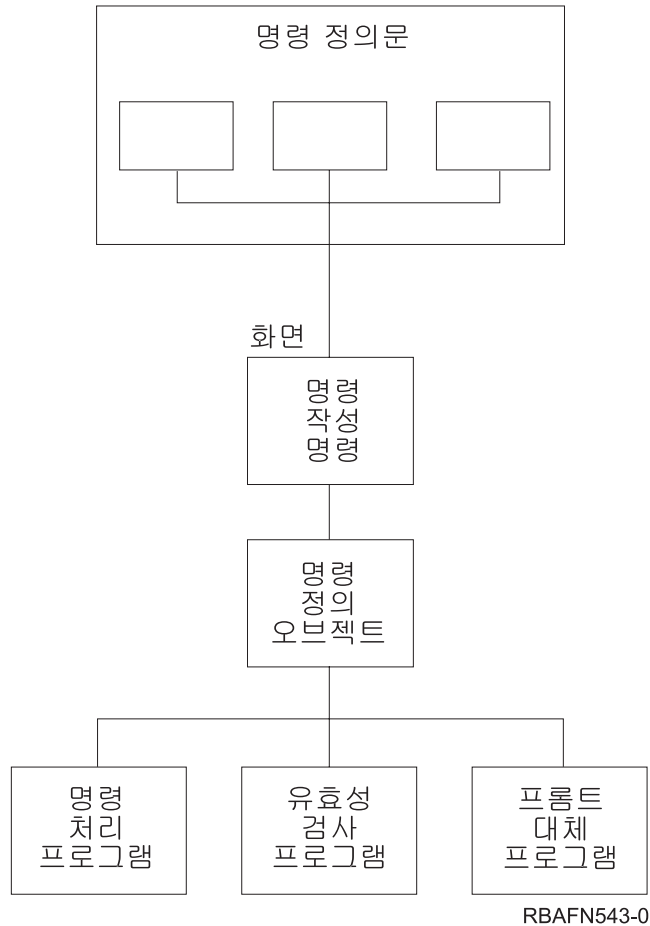 명령 정의문
화면
명령
작성
명령
명령
정의
오브젝트
명령
처리
프로그램
유효성
검사
프로그램
프롬트
대체
프로그램
RBAFN543-0